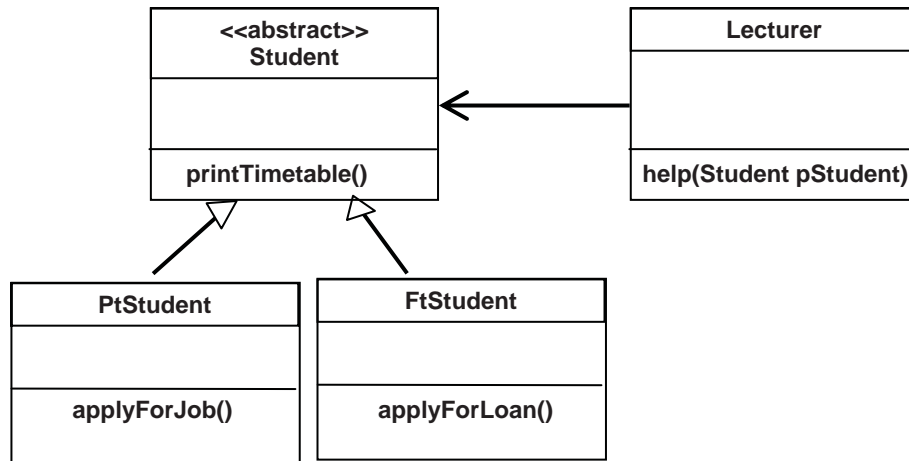 <<abstract>>
Student
printTimetable()
Lecturer
help(Student pStudent)
PtStudent
applyForJob()
FtStudent
applyForLoan()